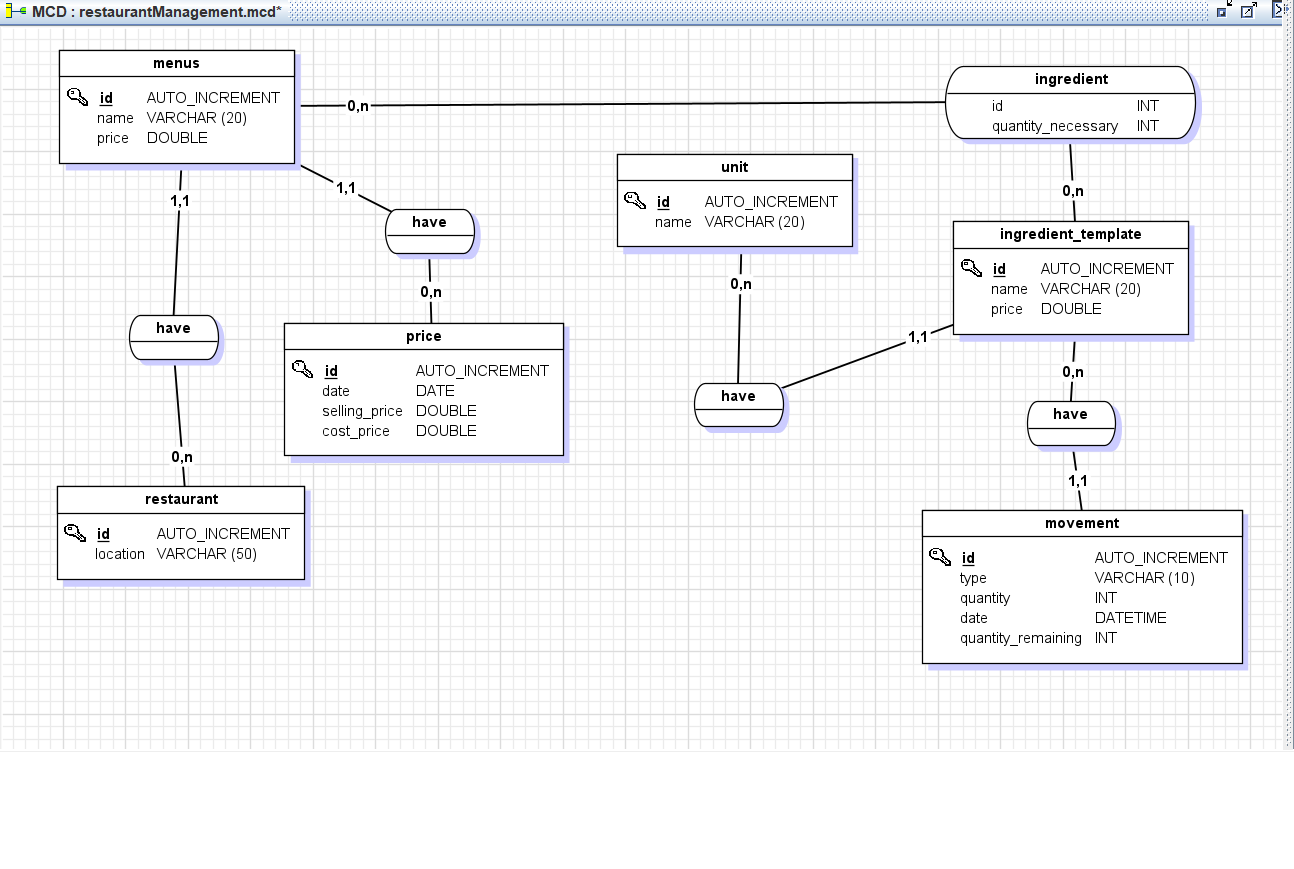 MCD : restaurantManagement.mcd*
menus
id AUTO_INCREMENT
name VARCHAR (20)
price DOUBLE
0,n
ingredient
id INT
quantity_necessary INT
1,1
1,1
have
0,n
unit
id AUTO_INCREMENT
name VARCHAR (20)
0,n
0,n
ingredient_template
id AUTO_INCREMENT
name VARCHAR (20)
price DOUBLE
1,1
have
price
id AUTO_INCREMENT
date DATE
selling_price DOUBLE
cost_price DOUBLE
have
0,n
have
1,1
0,n
have
restaurant
id AUTO_INCREMENT
location VARCHAR (50)
movement
id AUTO_INCREMENT
type VARCHAR (10)
quantity INT
date DATETIME
quantity_remaining INT